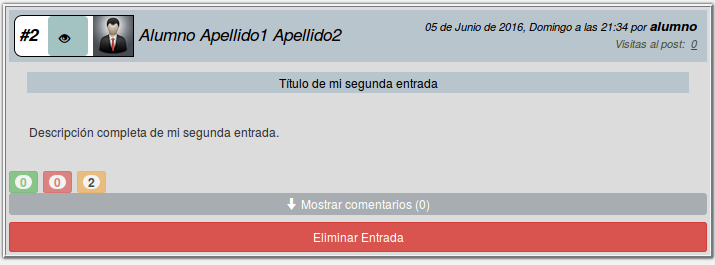 #2 Alumno Apellido1 Apellido2
05 de Junio de 2016, Domingo a las 21:34 por alumno
Visitas al post: 0
Título de mi segunda entrada
Descripción completa de mi segunda entrada.
0 0 2
Mostrar comentarios (0)
Eliminar Entrada